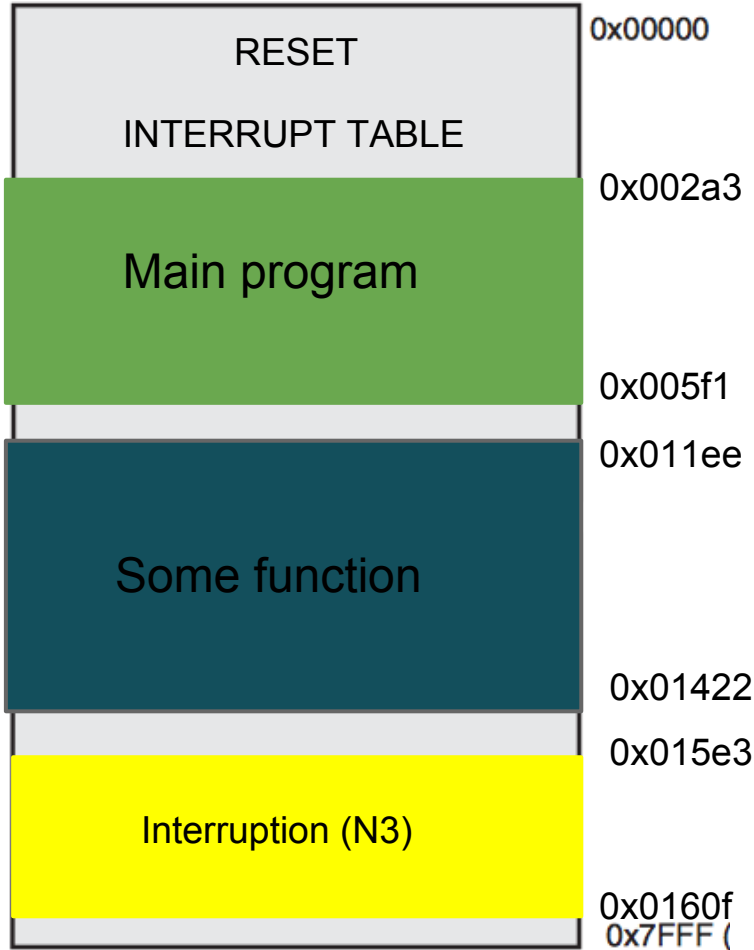 0x00000
RESET
INTERRUPT TABLE
0x002a3
Main program
0x005f1
0x011ee
Some function
0x01422
0x015e3
Interruption (N3)
0x0160f
0x7FFF (